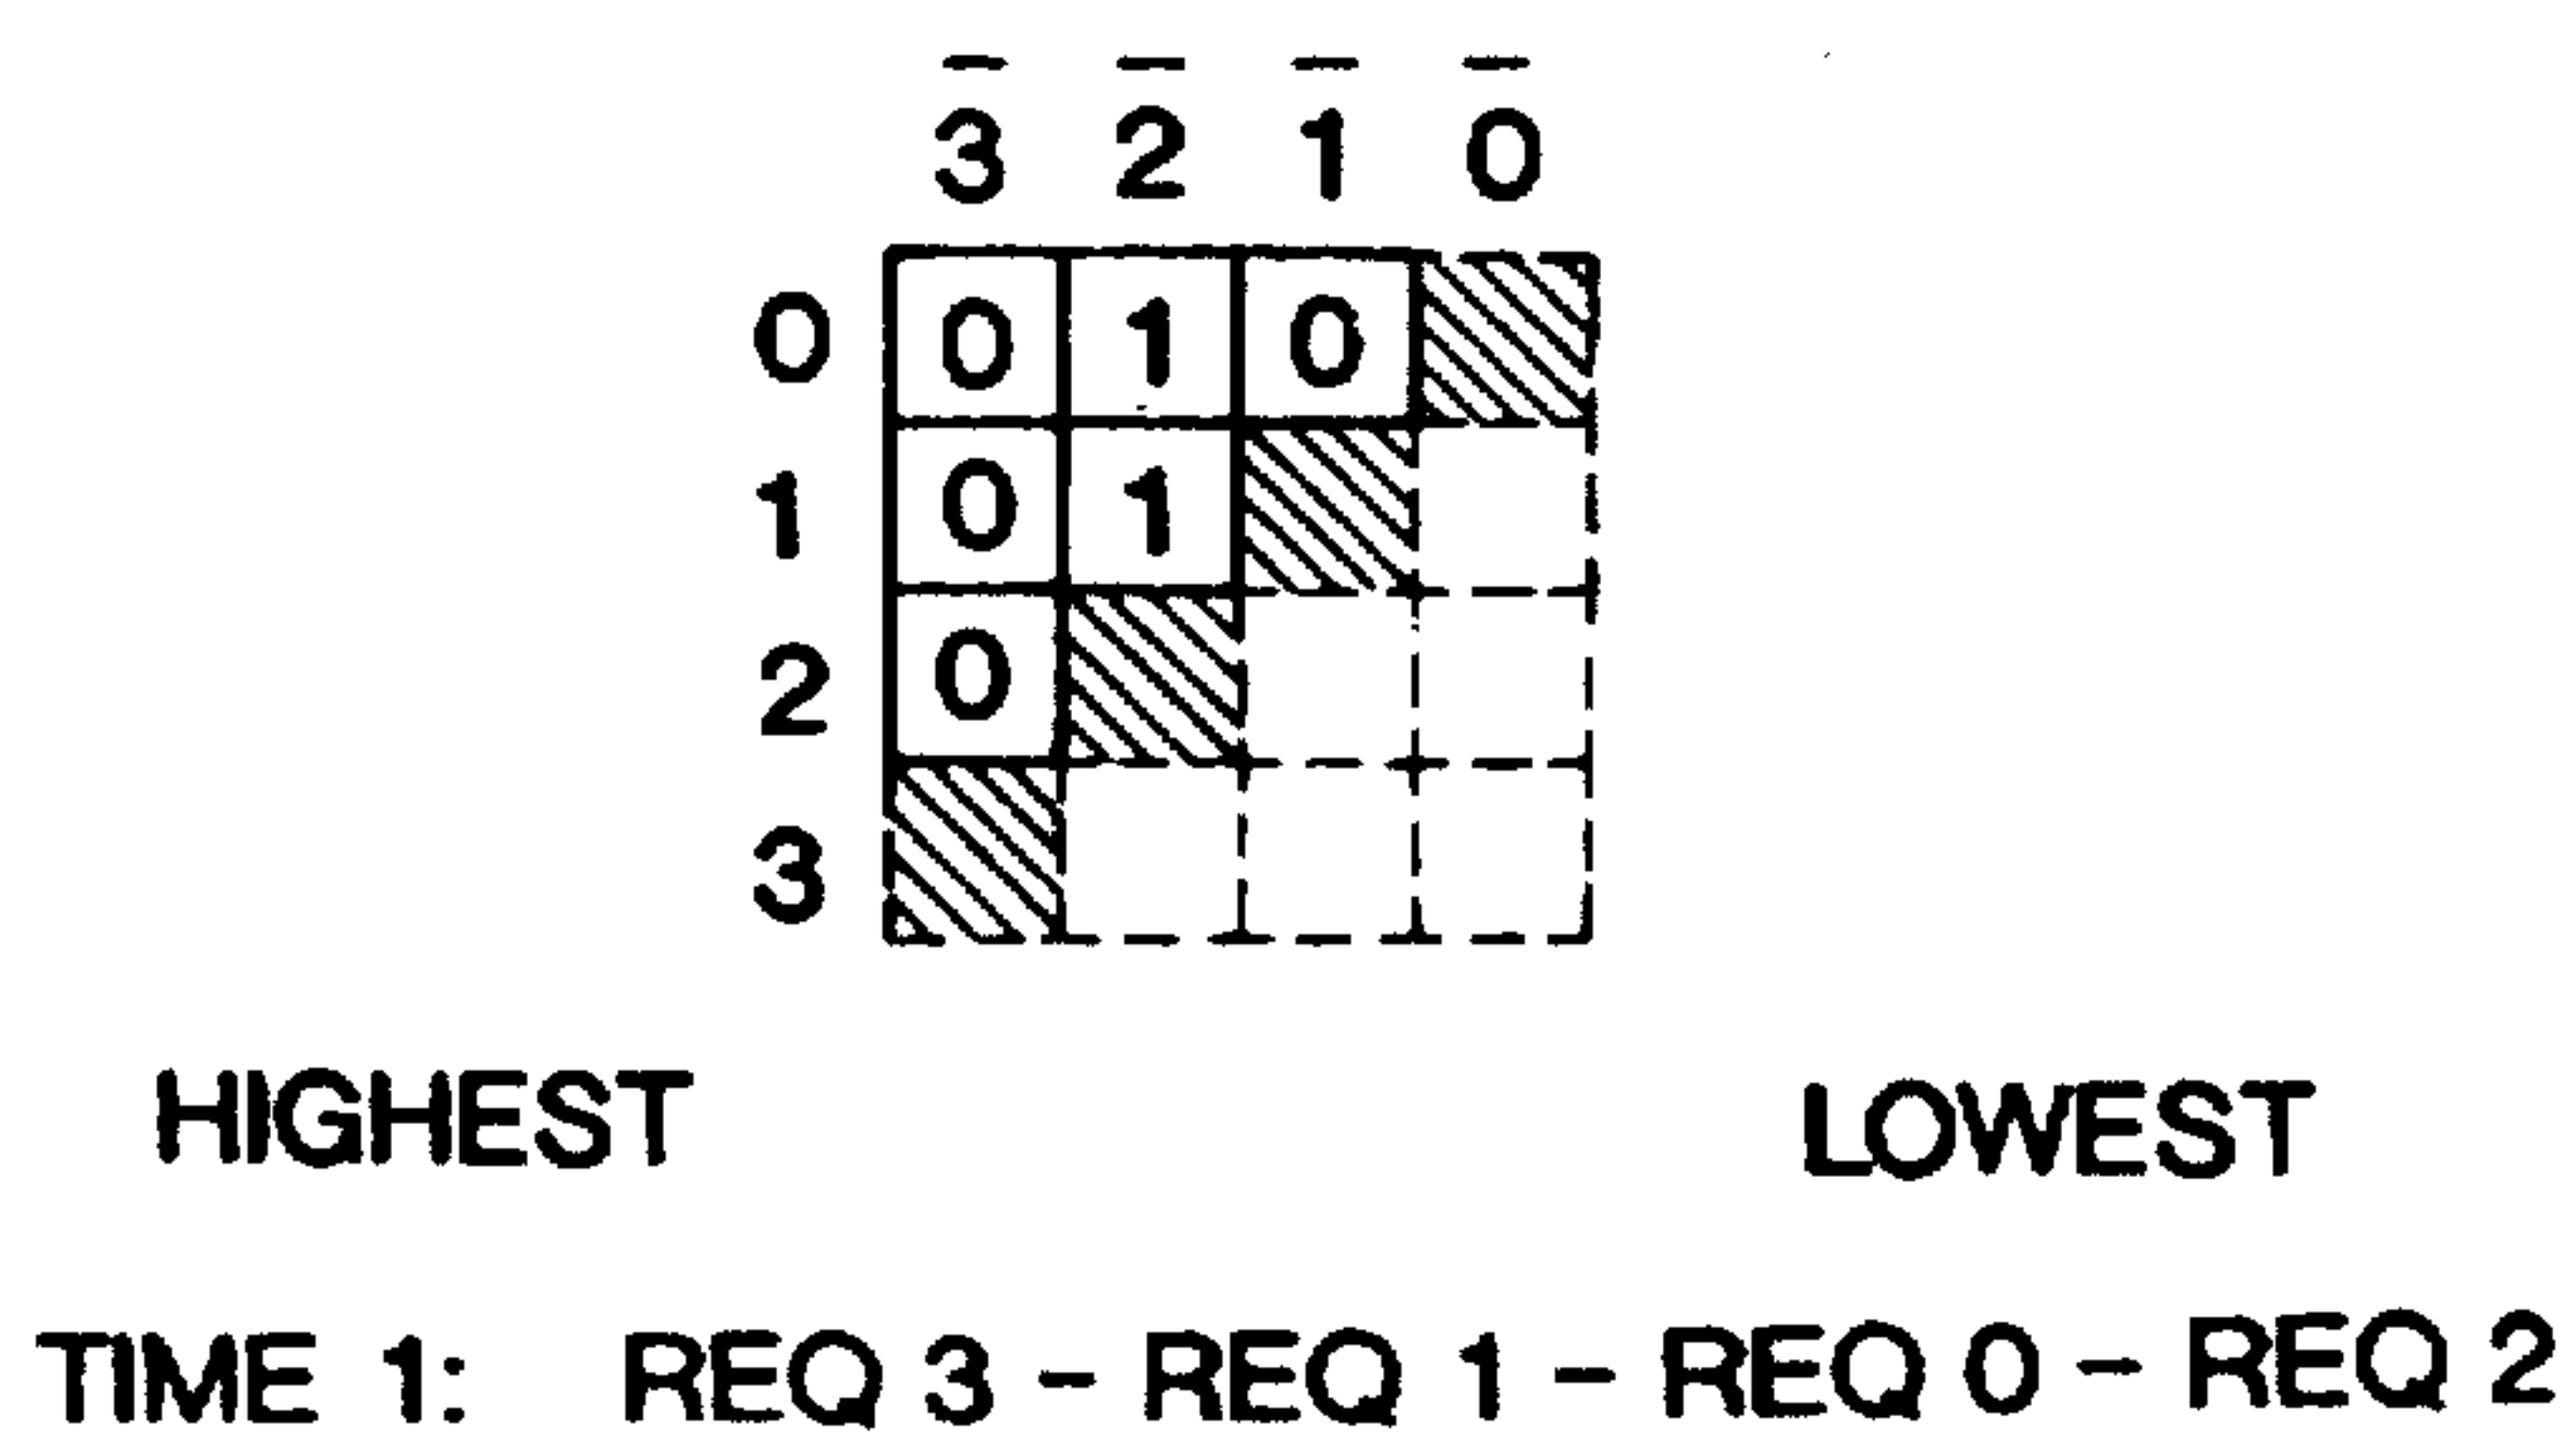 3̅ 2̅ 1̅ 0̅
0 0 1 0
1 0 1
2 0
3
HIGHEST LOWEST
TIME 1: REQ 3 – REQ 1 – REQ 0 – REQ 2